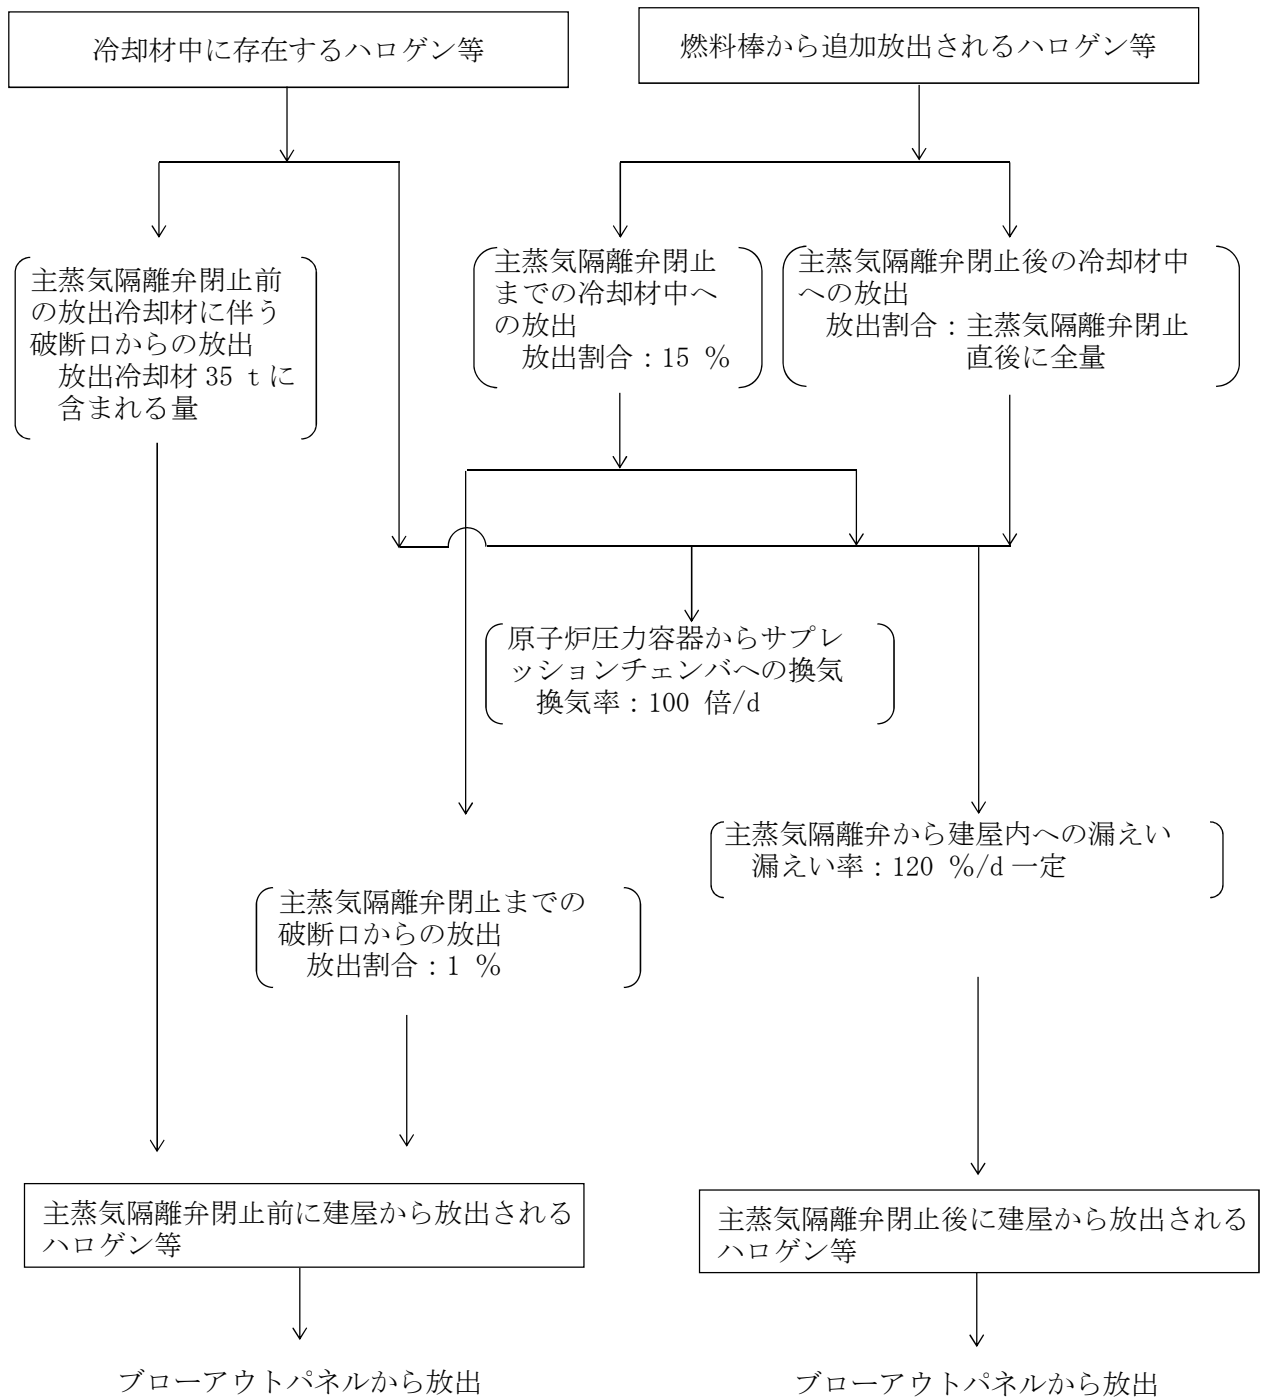 冷却材中に存在するハロゲン等
燃料棒から追加放出されるハロゲン等
主蒸気隔離弁閉止前
の放出冷却材に伴う
破断口からの放出
放出冷却材 35 t に
含まれる量
主蒸気隔離弁閉止
までの冷却材中へ
の放出
放出割合：15 %
主蒸気隔離弁閉止後の冷却材中
への放出
放出割合：主蒸気隔離弁閉止
直後に全量
原子炉圧力容器からサプレ
ッションチェンバへの換気
換気率：100 倍/d
主蒸気隔離弁から建屋内への漏えい
漏えい率：120 %/d 一定
主蒸気隔離弁閉止までの
破断口からの放出
放出割合：1 %
主蒸気隔離弁閉止前に建屋から放出される
ハロゲン等
主蒸気隔離弁閉止後に建屋から放出される
ハロゲン等
ブローアウトパネルから放出
ブローアウトパネルから放出